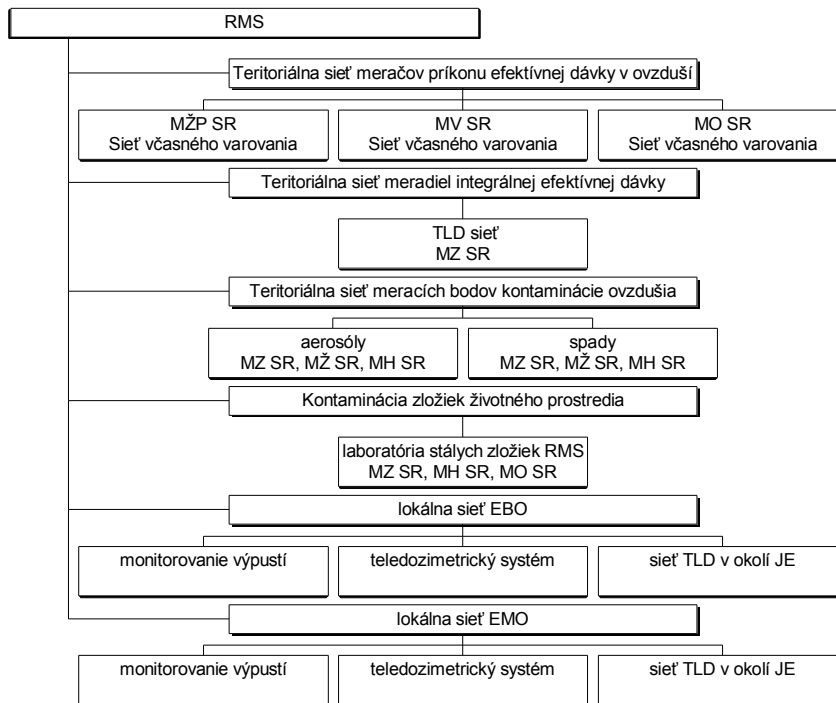 RMS
Teritoriálna sieť meračov príkonu efektívnej dávky v ovzduší
MŽP SR
Sieť včasného varovania
MV SR
Sieť včasného varovania
MO SR
Sieť včasného varovania
Teritoriálna sieť meradiel integrálnej efektívnej dávky
TLD sieť
MZ SR
Teritoriálna sieť meracích bodov kontaminácie ovzdušia
aerosóly
MZ SR, MŽ SR, MH SR
spady
MZ SR, MŽ SR, MH SR
Kontaminácia zložiek životného prostredia
laboratória stálych zložiek RMS
MZ SR, MH SR, MO SR
lokálna sieť EBO
monitorovanie výpustí
teledozimetrický systém
sieť TLD v okolí JE
lokálna sieť EMO
monitorovanie výpustí
teledozimetrický systém
sieť TLD v okolí JE